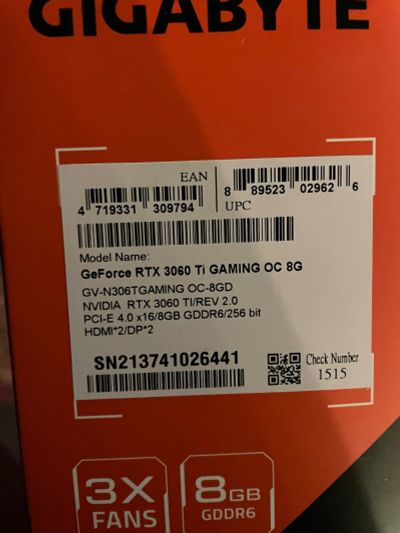 GIGABYTE
EAN
4 719331 309794
8 89523 02962 6
UPC
Model Name:
GeForce RTX 3060 Ti GAMING OC 8G
GV-N306TGAMING OC-8GD
NVIDIA RTX 3060 TI/REV 2.0
PCI-E 4.0 x16/8GB GDDR6/256 bit
HDMI*2/DP*2
SN213741026441
Check Number
1515
3X
FANS
8GB
GDDR6